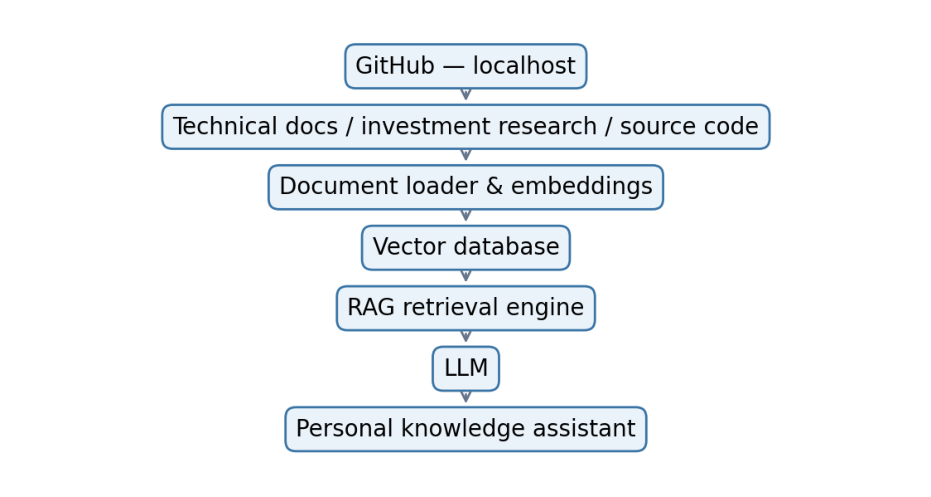 GitHub — localhost
Technical docs / investment research / source code
Document loader & embeddings
Vector database
RAG retrieval engine
LLM
Personal knowledge assistant